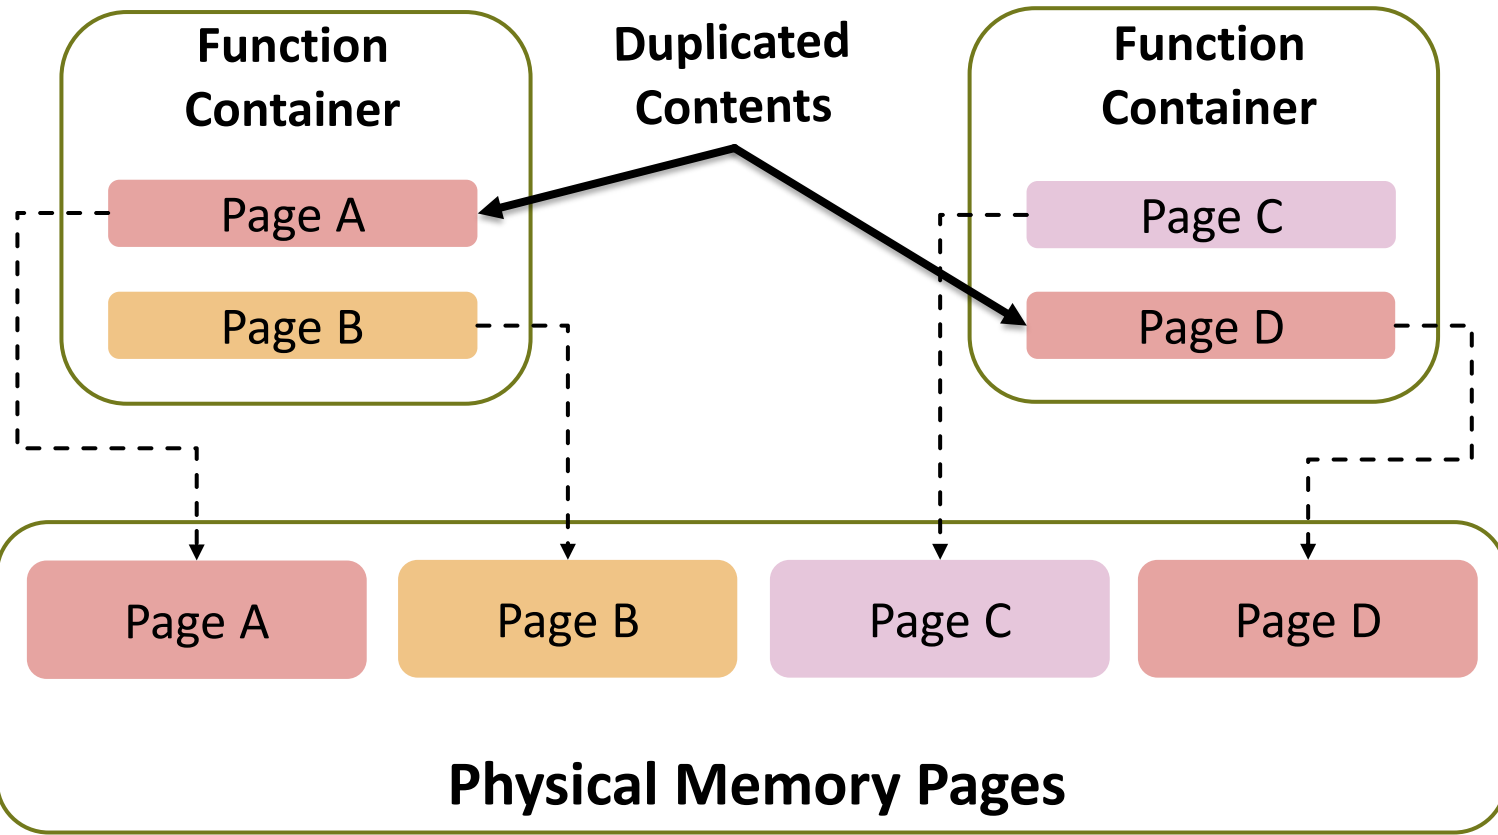 Function
Container
Page A
Page B
Duplicated
Contents
Function
Container
Page C
Page D
Page A
Page B
Page C
Page D
Physical Memory Pages